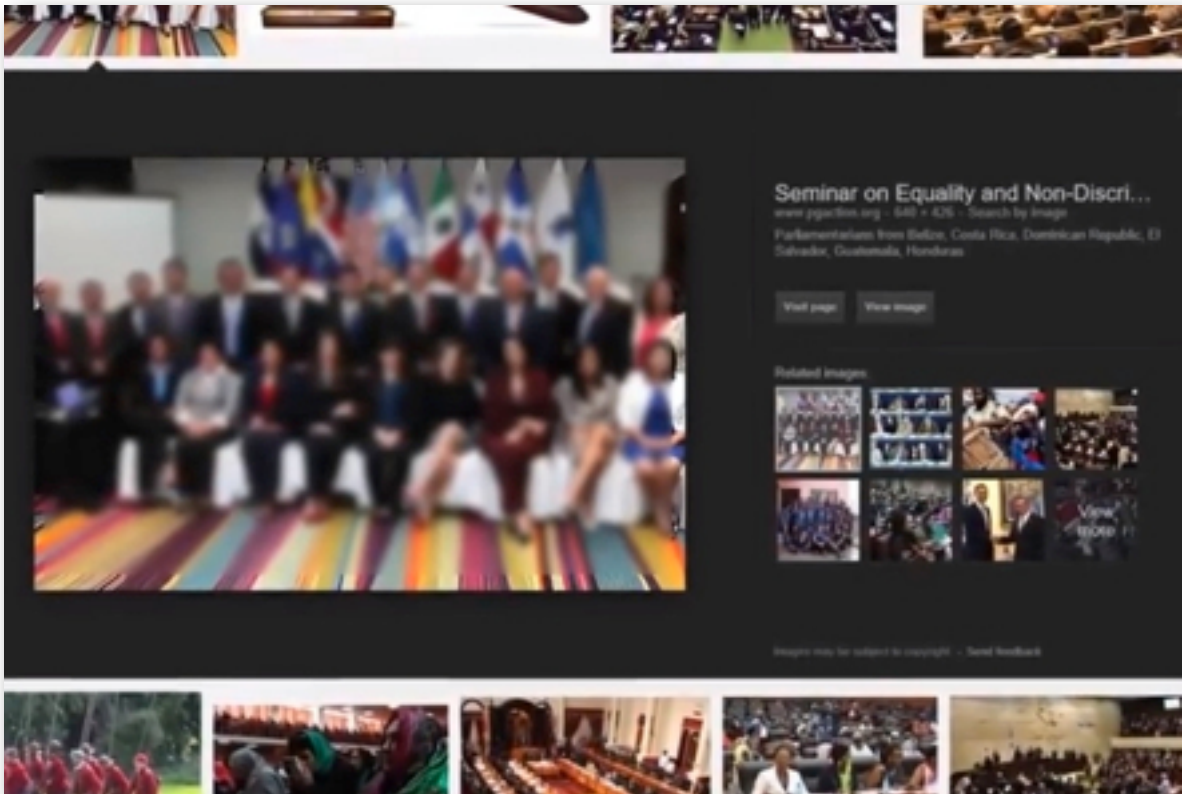 Seminar on Equality and Non-Discri...
www.pgaction.org - 640 × 426 - Search by image
Parliamentarians from Belize, Costa Rica, Dominican Republic, El
Salvador, Guatemala, Honduras
Visit page View image
Related images:
View
more
Images may be subject to copyright. - Send feedback